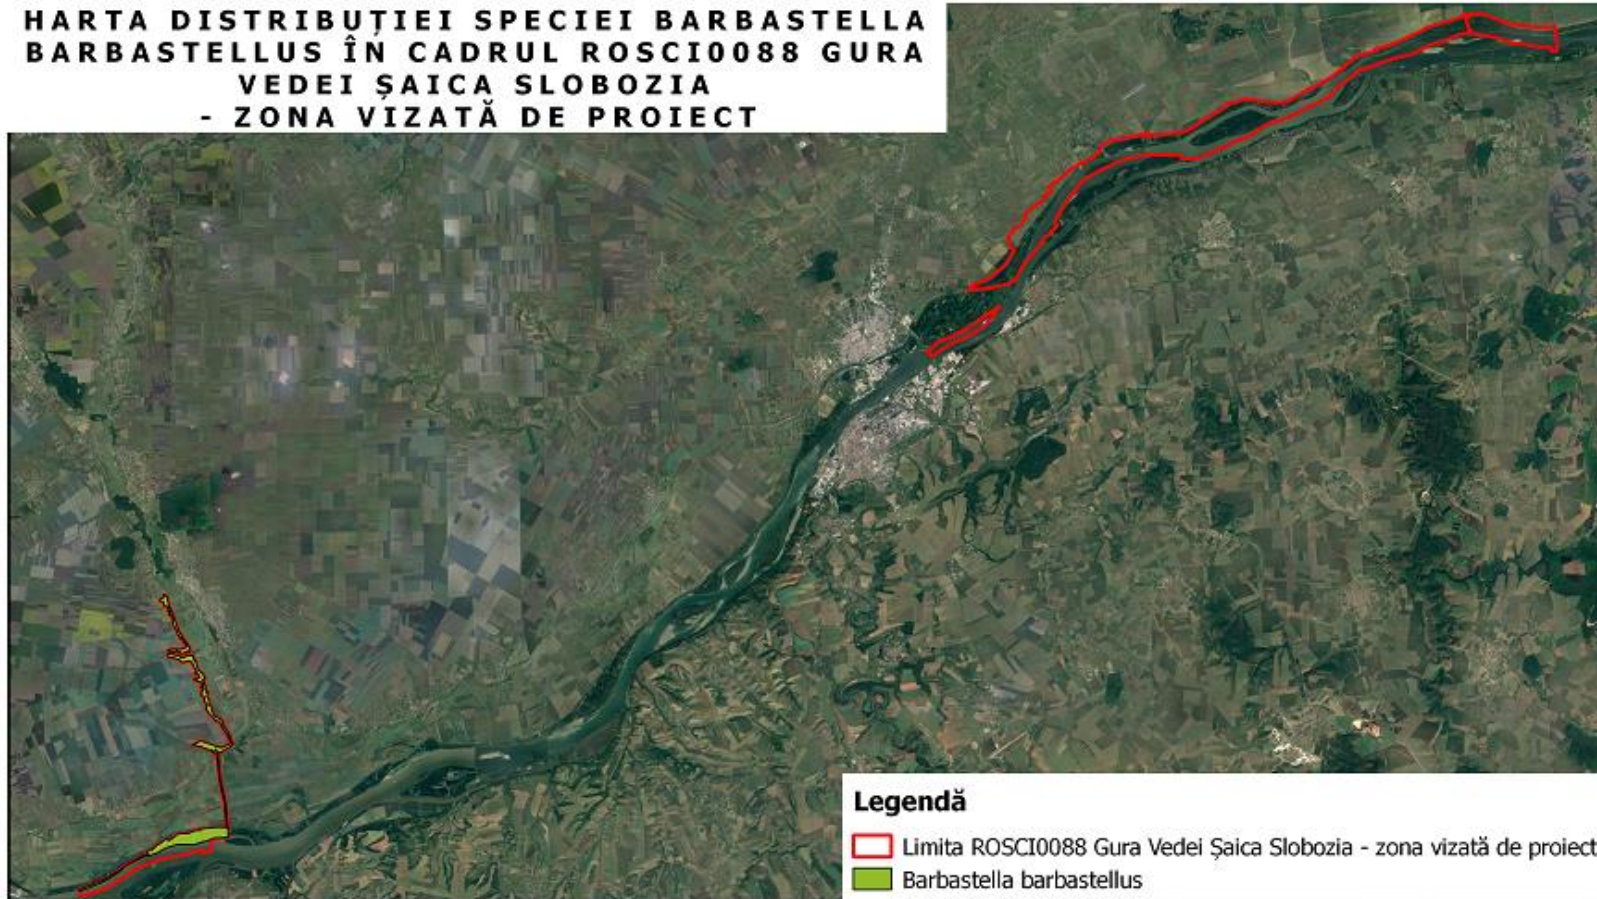 HARTA DISTRIBUȚIEI SPECIEI BARBASTELLA
BARBASTELLUS ÎN CADRUL ROSCI0088 GURA
VEDEI ȘAICA SLOBOZIA
- ZONA VIZATĂ DE PROIECT
Legendă
Limita ROSCI0088 Gura Vedei Șaica Slobozia - zona vizată de proiect
Barbastella barbastellus